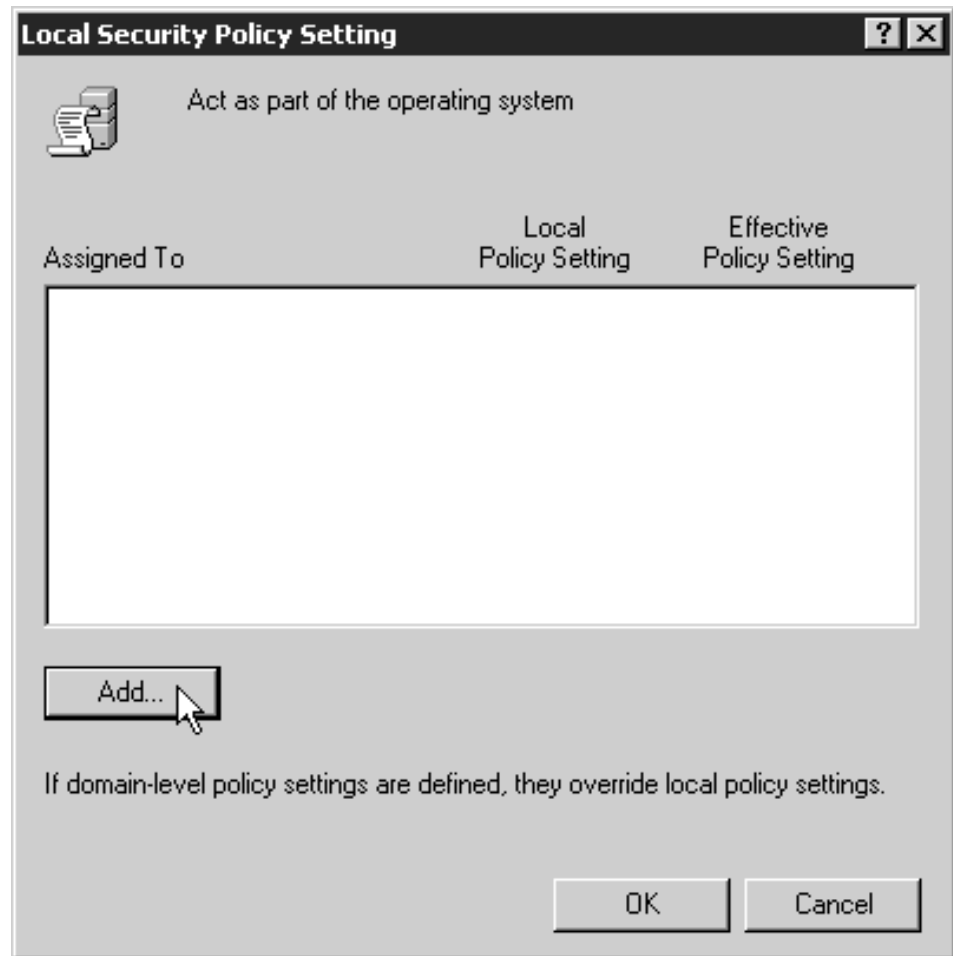 Local Security Policy Setting
Act as part of the operating system
Assigned To
Local
Policy Setting
Effective
Policy Setting
Add...
If domain-level policy settings are defined, they override local policy settings.
OK
Cancel